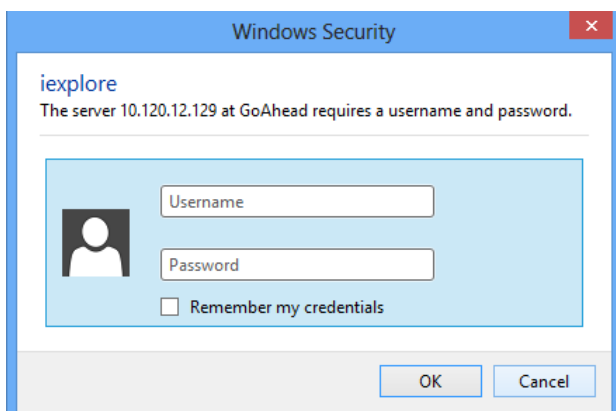 Windows Security
iexplore
The server 10.120.12.129 at GoAhead requires a username and password.
Username
Password
Remember my credentials
OK
Cancel